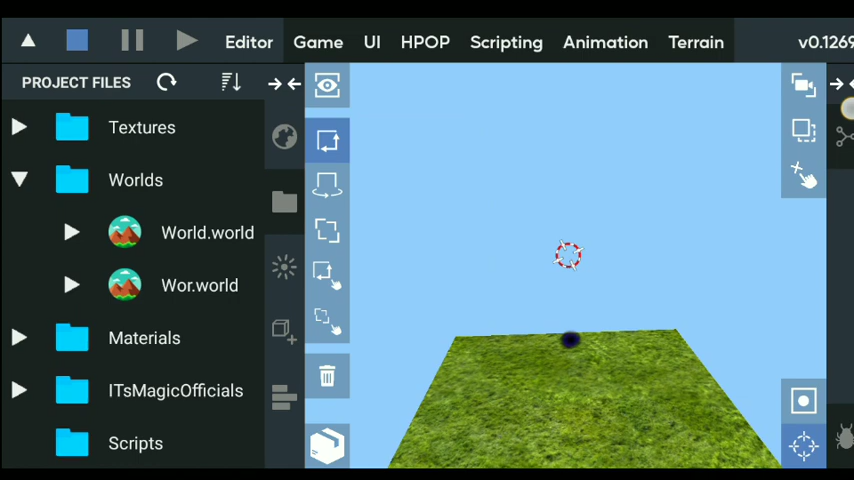 Editor Game UI HPOP Scripting Animation Terrain v0.1269
PROJECT FILES
Textures
Worlds
World.world
Wor.world
Materials
ITsMagicOfficials
Scripts